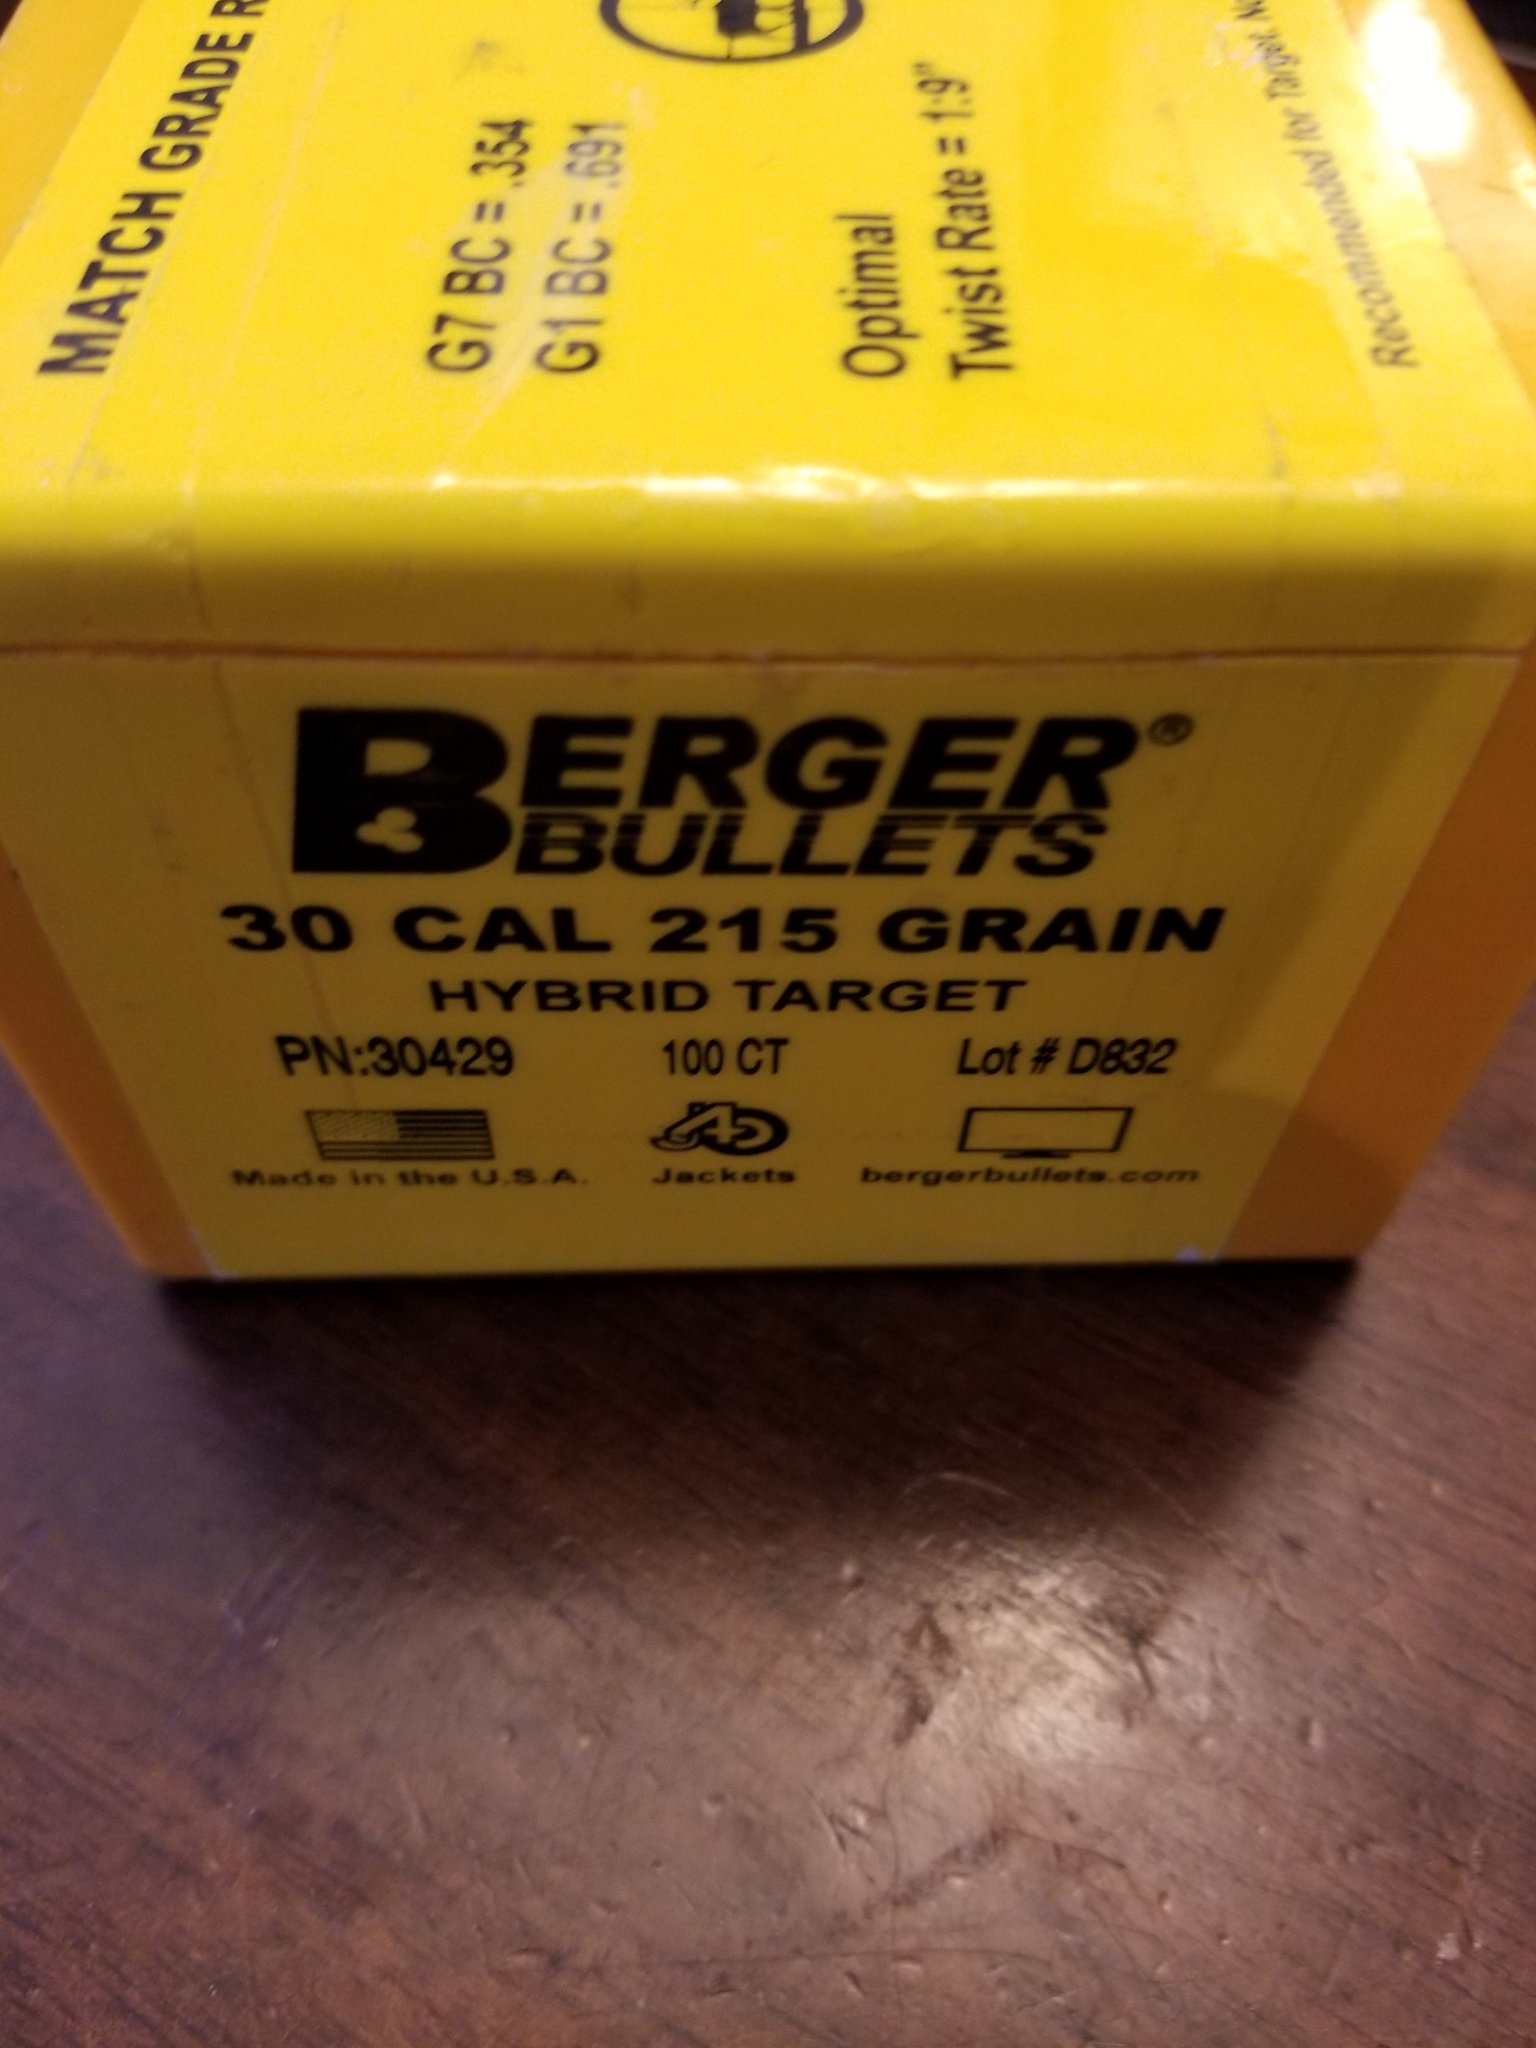 MATCH GRADE
G7 BC = .354
G1 BC = .691
Optimal
Twist Rate = 1:9"
Recommended for Target.
BERGER®
BULLETS
30 CAL 215 GRAIN
HYBRID TARGET
PN:30429 100 CT Lot # D832
Made in the U.S.A. J4 Jackets bergerbullets.com